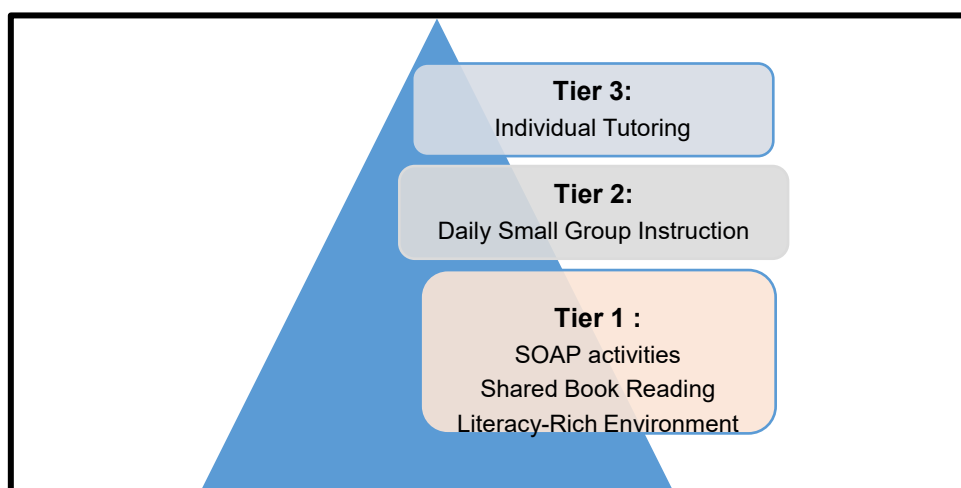 Tier 3:
Individual Tutoring
Tier 2:
Daily Small Group Instruction
Tier 1 :
SOAP activities
Shared Book Reading
Literacy-Rich Environment